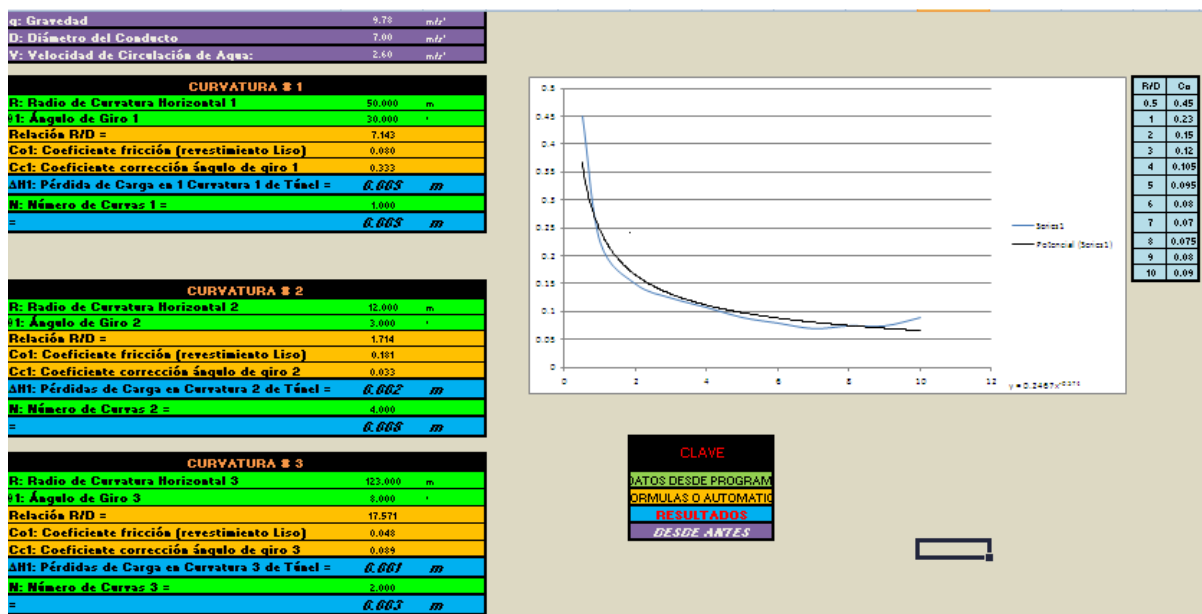 g: Gravedad 9.78 m/s²
D: Diámetro del Conducto 7.00 m/s²
V: Velocidad de Circulación de Agua: 2.60 m/s²
CURVATURA # 1
R: Radio de Curvatura Horizontal 1 50.000 m
θ1: Ángulo de Giro 1 30.000 °
Relación R/D = 7.143
Co1: Coeficiente fricción (revestimiento Liso) 0.080
Cc1: Coeficiente corrección ángulo de giro 1 0.333
ΔH1: Pérdida de Carga en 1 Curvatura 1 de Túnel = m
N: Número de Curvas 1 = 1.000
= m
CURVATURA # 2
R: Radio de Curvatura Horizontal 2 12.000 m
θ1: Ángulo de Giro 2 3.000 °
Relación R/D = 1.714
Co1: Coeficiente fricción (revestimiento Liso) 0.181
Cc1: Coeficiente corrección ángulo de giro 2 0.033
ΔH1: Pérdidas de Carga en Curvatura 2 de Túnel = m
N: Número de Curvas 2 = 4.000
= m
CURVATURA # 3
R: Radio de Curvatura Horizontal 3 123.000 m
θ1: Ángulo de Giro 3 8.000 °
Relación R/D = 17.571
Co1: Coeficiente fricción (revestimiento Liso) 0.048
Cc1: Coeficiente corrección ángulo de giro 3 0.089
ΔH1: Pérdidas de Carga en Curvatura 3 de Túnel = m
N: Número de Curvas 3 = 2.000
= m
0.5
0.45
0.4
0.35
0.3
0.25
0.2
0.15
0.1
0.05
0
0 2 4 6 8 10 12
Series1
Potencial (Series1)
R/D Co
0.5 0.45
1 0.23
2 0.15
3 0.12
4 0.105
5 0.095
6 0.08
7 0.07
8 0.075
9 0.08
10 0.09
CLAVE
DATOS DESDE PROGRAM
ORMULAS O AUTOMATIC
RESULTADOS
DESDE ANTES